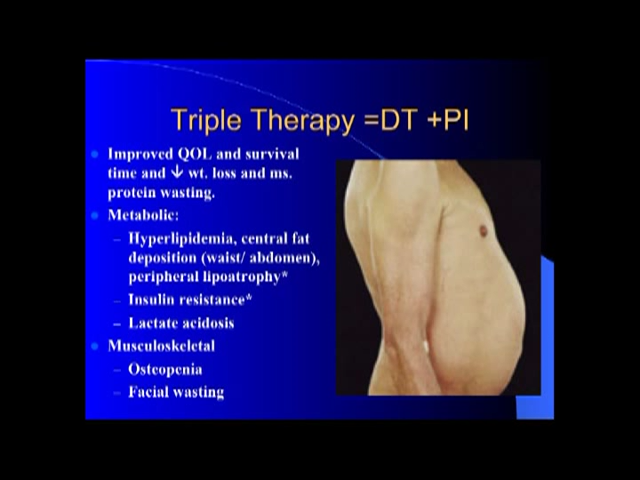 Triple Therapy =DT +PI
Improved QOL and survival
time and ↓ wt. loss and ms.
protein wasting.
Metabolic:
– Hyperlipidemia, central fat
deposition (waist/ abdomen),
peripheral lipoatrophy*
– Insulin resistance*
– Lactate acidosis
Musculoskeletal
– Osteopenia
– Facial wasting